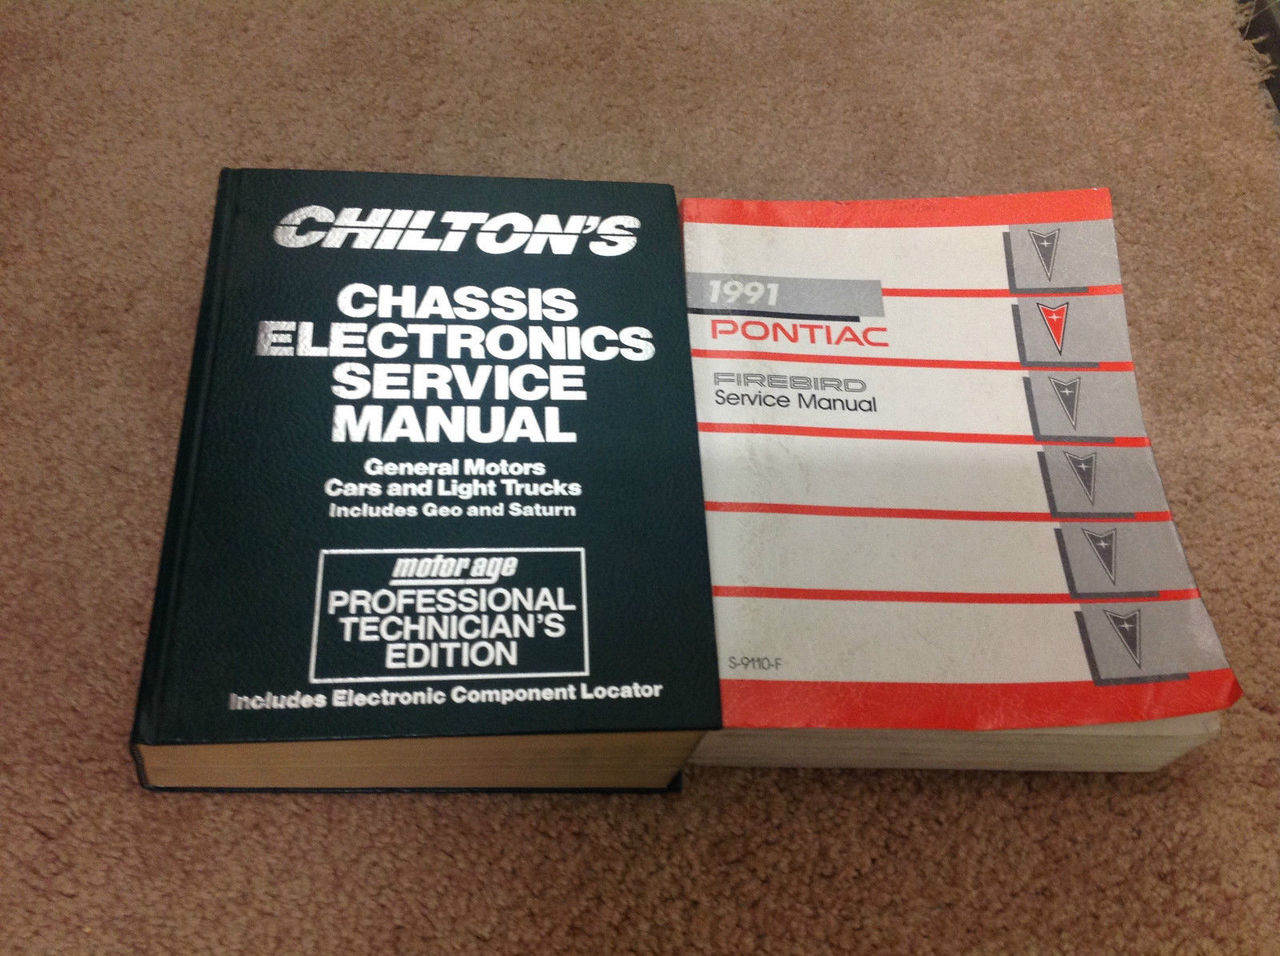 CHILTON'S
CHASSIS
ELECTRONICS
SERVICE
MANUAL
General Motors
Cars and Light Trucks
Includes Geo and Saturn
motor age
PROFESSIONAL
TECHNICIAN'S
EDITION
Includes Electronic Component Locator
1991
PONTIAC
FIREBIRD
Service Manual
S-9110-F